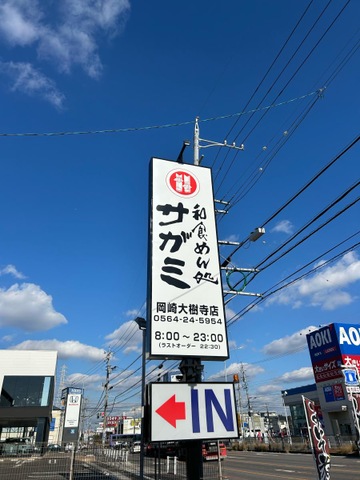 和食めん処
サガミ
岡崎大樹寺店
0564-24-5954
8:00～23:00
(ラストオーダー 22:30)
IN
AOKI
AOKI